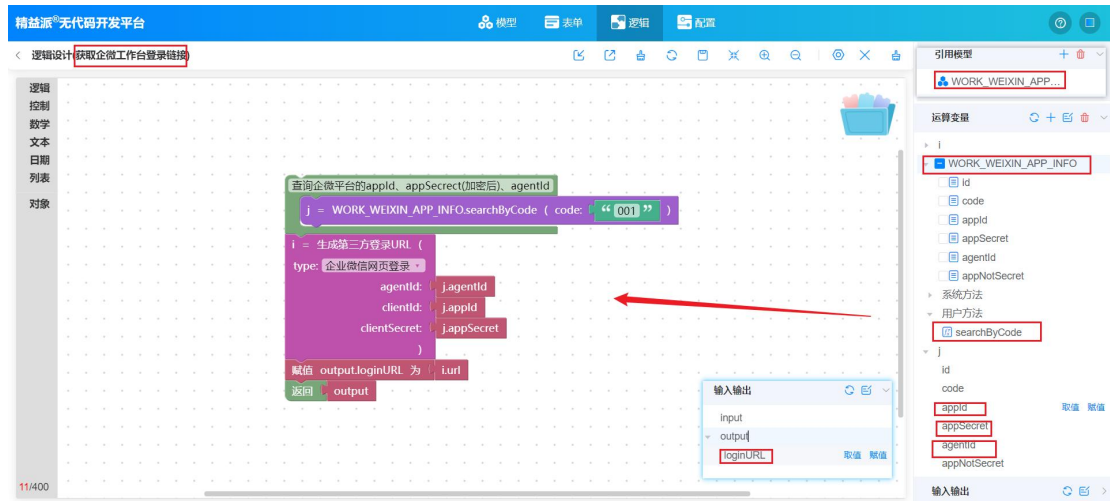 精益派®无代码开发平台
模型 表单 逻辑 配置
逻辑设计(获取企微工作台登录链接)
逻辑
控制
数学
文本
日期
列表
对象
查询企微平台的appId、appSecrect(加密后)、agentId
j = WORK_WEIXIN_APP_INFO.searchByCode ( code: “ 001 ” )
i = 生成第三方登录URL (
type: 企业微信网页登录
agentId: j.agentId
clientId: j.appId
clientSecret: j.appSecret
)
赋值 output.loginURL 为 i.url
返回 output
11/400
输入输出
input
output
loginURL 取值 赋值
引用模型
WORK_WEIXIN_APP...
运算变量
i
WORK_WEIXIN_APP_INFO
id
code
appId
appSecret
agentId
appNotSecret
系统方法
用户方法
searchByCode
j
id
code
appId 取值 赋值
appSecret
agentId
appNotSecret
输入输出